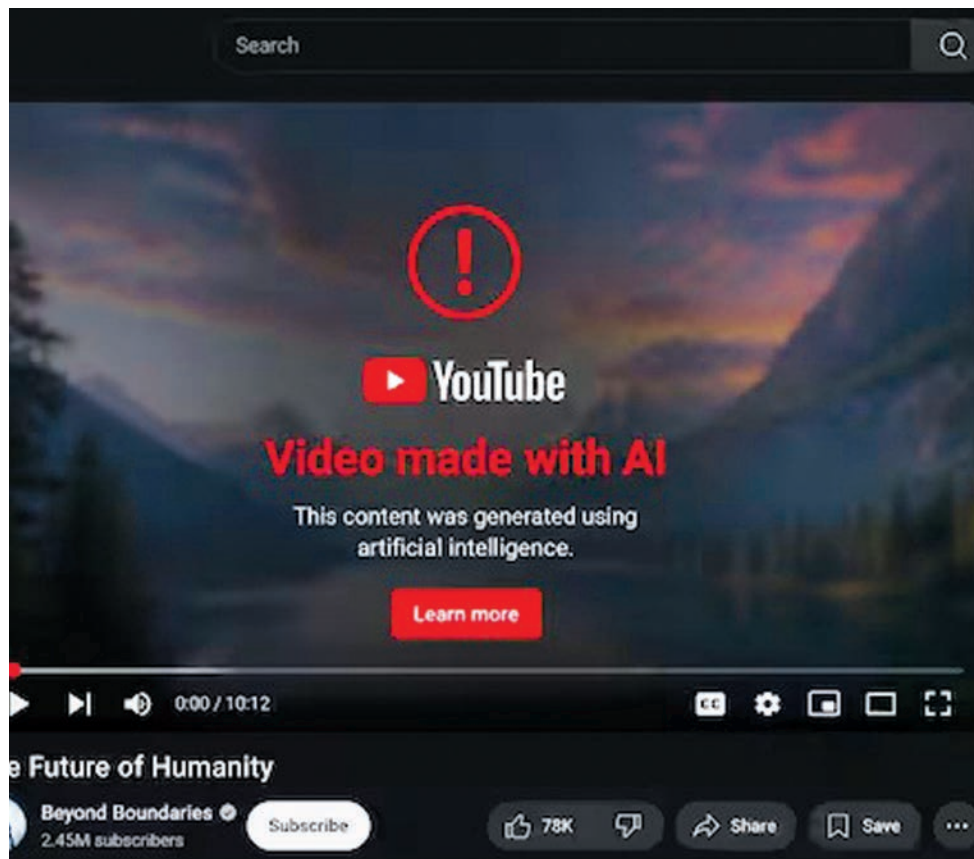 Search
!
YouTube
Video made with AI
This content was generated using
artificial intelligence.
Learn more
0:00 / 10:12
CC
e Future of Humanity
Beyond Boundaries
2.45M subscribers
Subscribe
78K
Share
Save
...